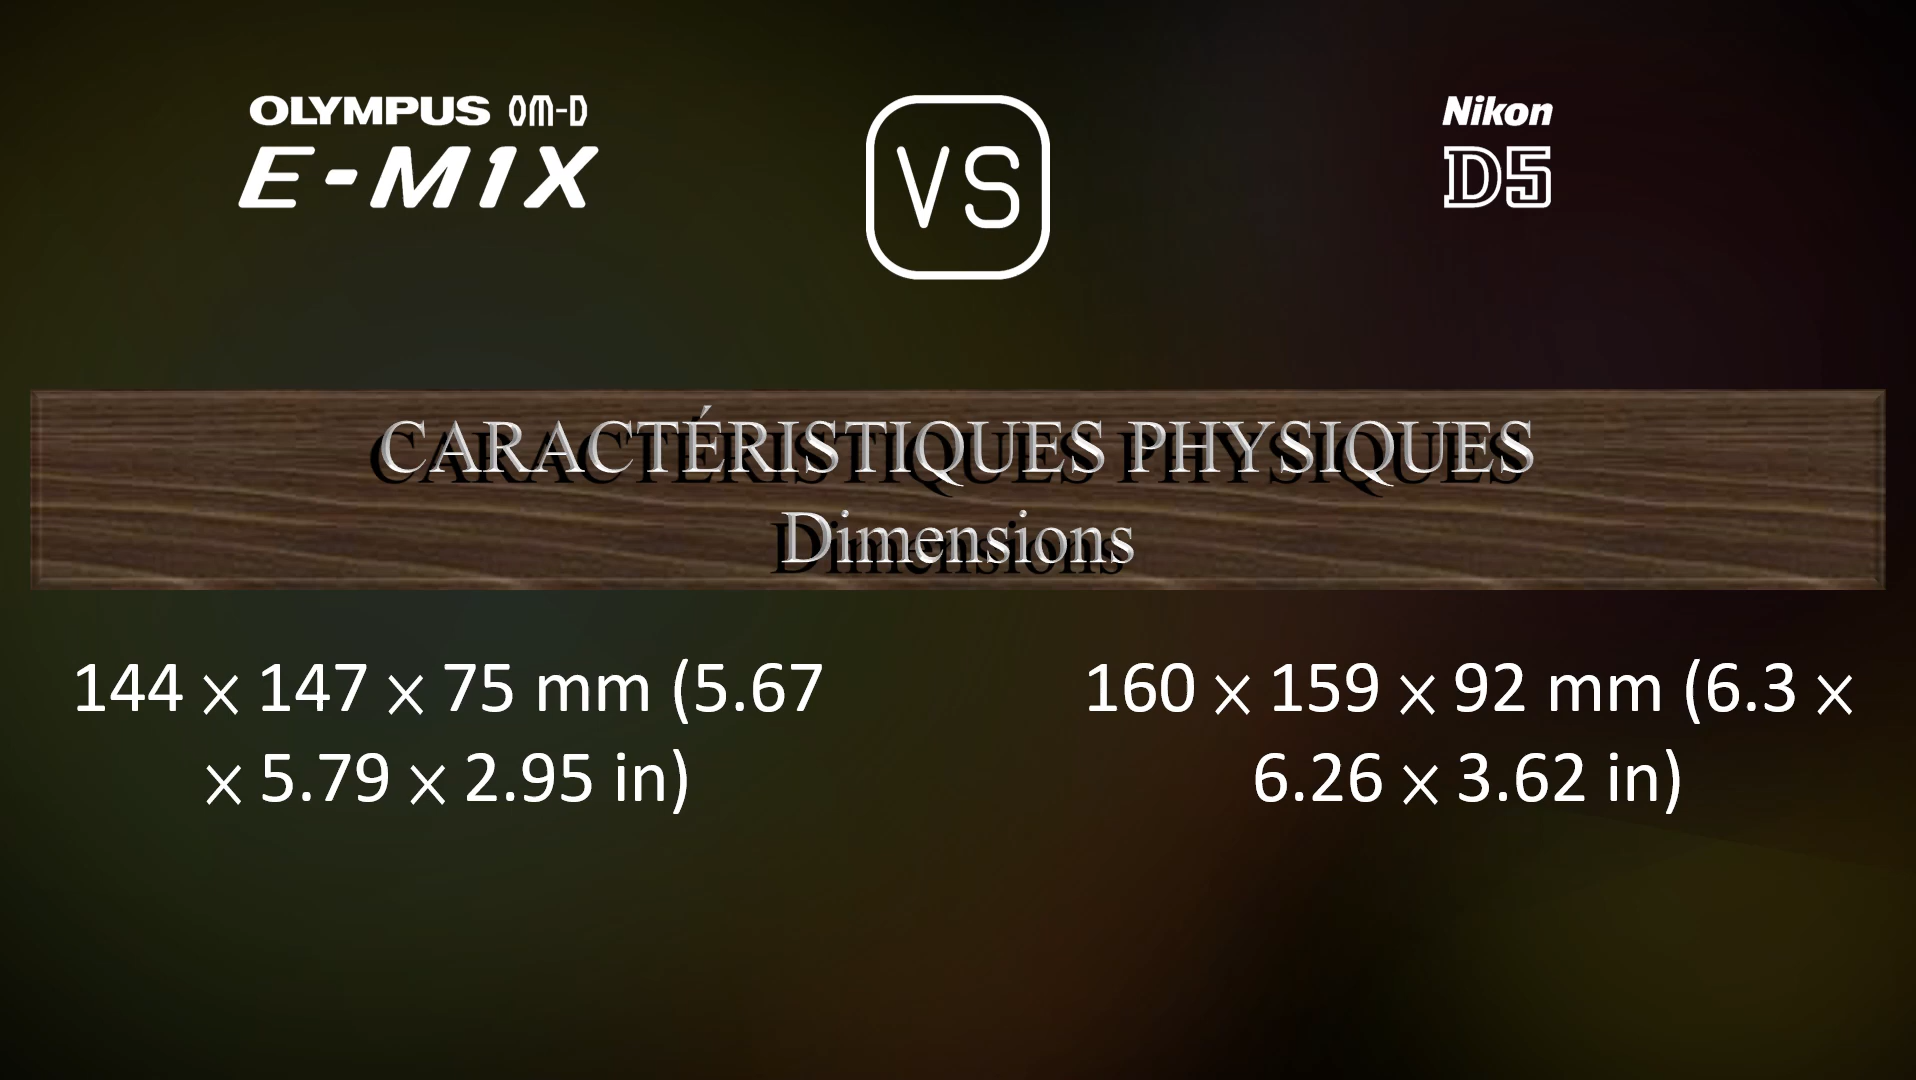 OLYMPUS OM-D
E-M1X
VS
Nikon
D5
CARACTÉRISTIQUES PHYSIQUES
Dimensions
144 x 147 x 75 mm (5.67
x 5.79 x 2.95 in)
160 x 159 x 92 mm (6.3 x
6.26 x 3.62 in)